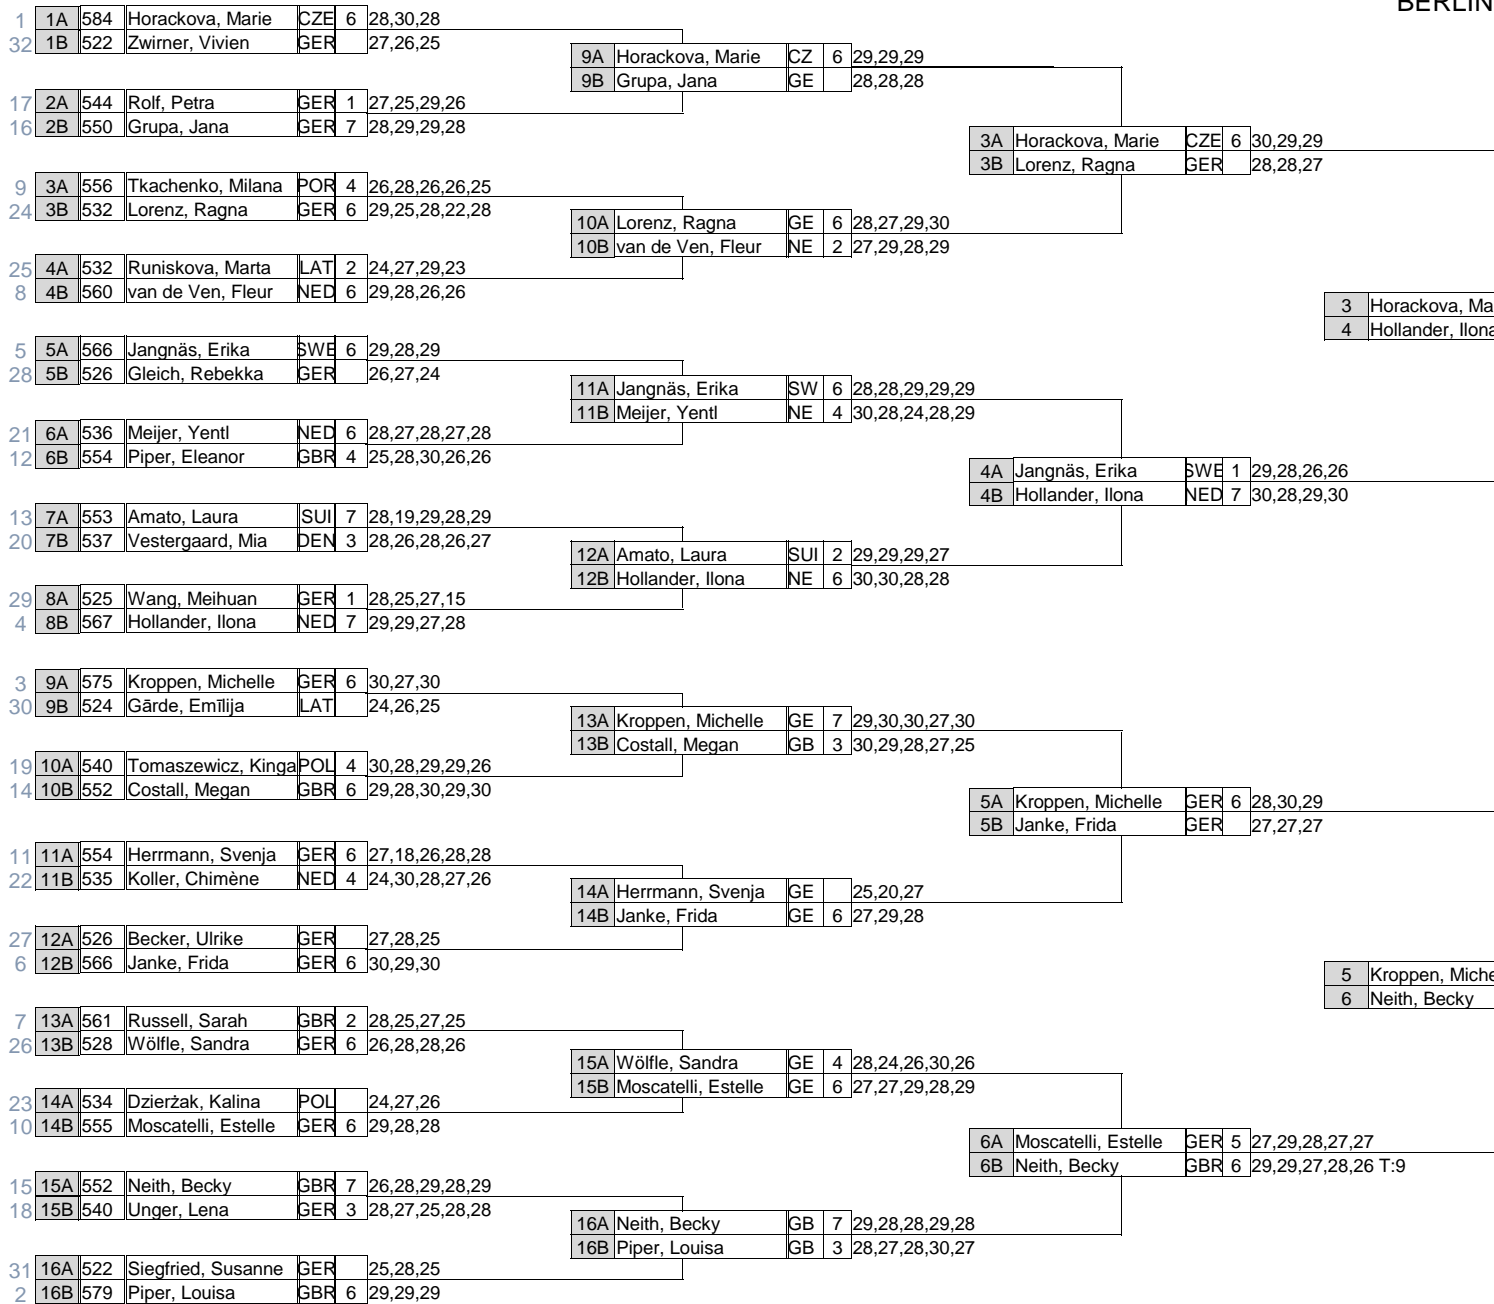 BERLIN
1 1A 584 Horackova, Marie CZE 6 28,30,28
32 1B 522 Zwirner, Vivien GER 27,26,25
17 2A 544 Rolf, Petra GER 1 27,25,29,26
16 2B 550 Grupa, Jana GER 7 28,29,29,28
9 3A 556 Tkachenko, Milana POR 4 26,28,26,26,25
24 3B 532 Lorenz, Ragna GER 6 29,25,28,22,28
25 4A 532 Runiskova, Marta LAT 2 24,27,29,23
8 4B 560 van de Ven, Fleur NED 6 29,28,26,26
5 5A 566 Jangnäs, Erika SWE 6 29,28,29
28 5B 526 Gleich, Rebekka GER 26,27,24
21 6A 536 Meijer, Yentl NED 6 28,27,28,27,28
12 6B 554 Piper, Eleanor GBR 4 25,28,30,26,26
13 7A 553 Amato, Laura SUI 7 28,19,29,28,29
20 7B 537 Vestergaard, Mia DEN 3 28,26,28,26,27
29 8A 525 Wang, Meihuan GER 1 28,25,27,15
4 8B 567 Hollander, Ilona NED 7 29,29,27,28
3 9A 575 Kroppen, Michelle GER 6 30,27,30
30 9B 524 Gārde, Emīlija LAT 24,26,25
19 10A 540 Tomaszewicz, Kinga POL 4 30,28,29,29,26
14 10B 552 Costall, Megan GBR 6 29,28,30,29,30
11 11A 554 Herrmann, Svenja GER 6 27,18,26,28,28
22 11B 535 Koller, Chimène NED 4 24,30,28,27,26
27 12A 526 Becker, Ulrike GER 27,28,25
6 12B 566 Janke, Frida GER 6 30,29,30
7 13A 561 Russell, Sarah GBR 2 28,25,27,25
26 13B 528 Wölfle, Sandra GER 6 26,28,28,26
23 14A 534 Dzierżak, Kalina POL 24,27,26
10 14B 555 Moscatelli, Estelle GER 6 29,28,28
15 15A 552 Neith, Becky GBR 7 26,28,29,28,29
18 15B 540 Unger, Lena GER 3 28,27,25,28,28
31 16A 522 Siegfried, Susanne GER 25,28,25
2 16B 579 Piper, Louisa GBR 6 29,29,29
9A Horackova, Marie CZ 6 29,29,29
9B Grupa, Jana GE 28,28,28
10A Lorenz, Ragna GE 6 28,27,29,30
10B van de Ven, Fleur NE 2 27,29,28,29
11A Jangnäs, Erika SW 6 28,28,29,29,29
11B Meijer, Yentl NE 4 30,28,24,28,29
12A Amato, Laura SUI 2 29,29,29,27
12B Hollander, Ilona NE 6 30,30,28,28
13A Kroppen, Michelle GE 7 29,30,30,27,30
13B Costall, Megan GB 3 30,29,28,27,25
14A Herrmann, Svenja GE 25,20,27
14B Janke, Frida GE 6 27,29,28
15A Wölfle, Sandra GE 4 28,24,26,30,26
15B Moscatelli, Estelle GE 6 27,27,29,28,29
16A Neith, Becky GB 7 29,28,28,29,28
16B Piper, Louisa GB 3 28,27,28,30,27
3A Horackova, Marie CZE 6 30,29,29
3B Lorenz, Ragna GER 28,28,27
4A Jangnäs, Erika SWE 1 29,28,26,26
4B Hollander, Ilona NED 7 30,28,29,30
5A Kroppen, Michelle GER 6 28,30,29
5B Janke, Frida GER 27,27,27
6A Moscatelli, Estelle GER 5 27,29,28,27,27
6B Neith, Becky GBR 6 29,29,27,28,26 T:9
3 Horackova, Ma
4 Hollander, Ilona
5 Kroppen, Miche
6 Neith, Becky